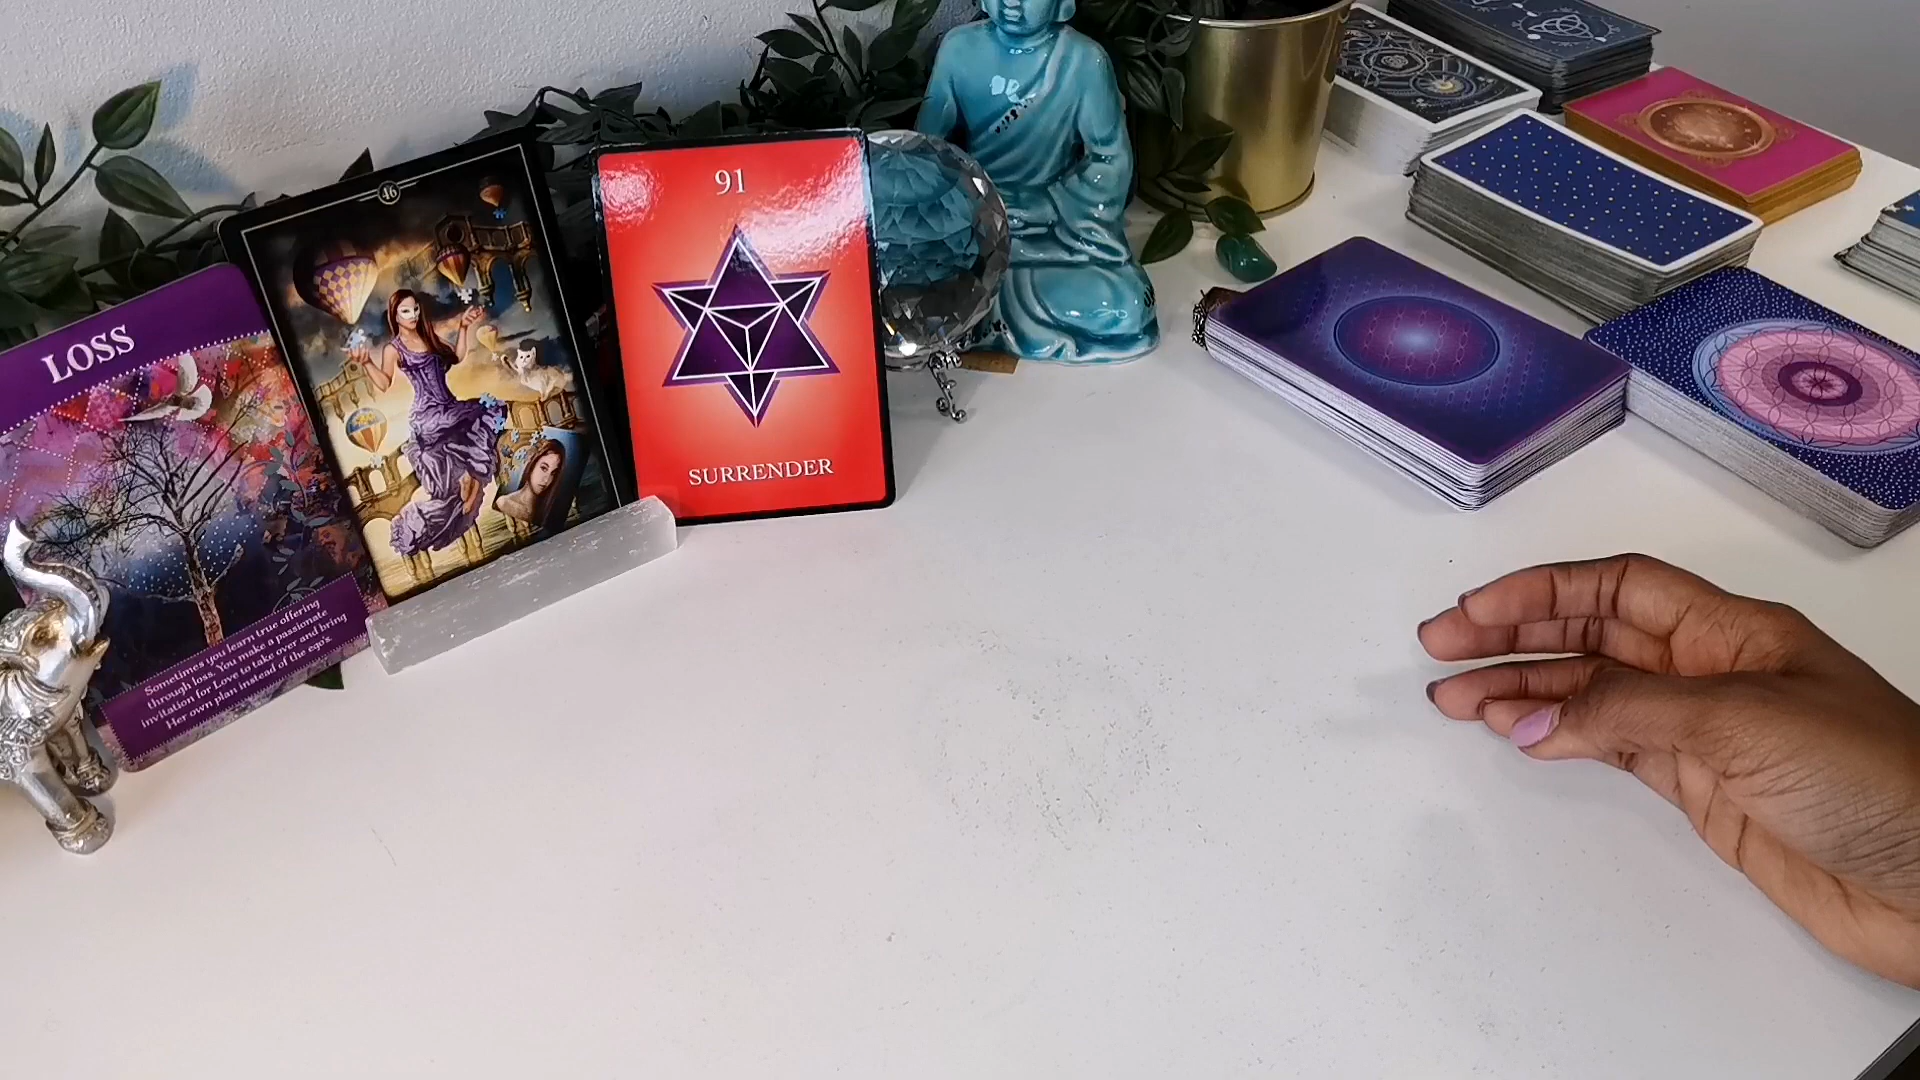 LOSS
Sometimes you learn true offering
through loss. You make a passionate
invitation for Love to take over and bring
Her own plan instead of the ego's.
46
91
SURRENDER